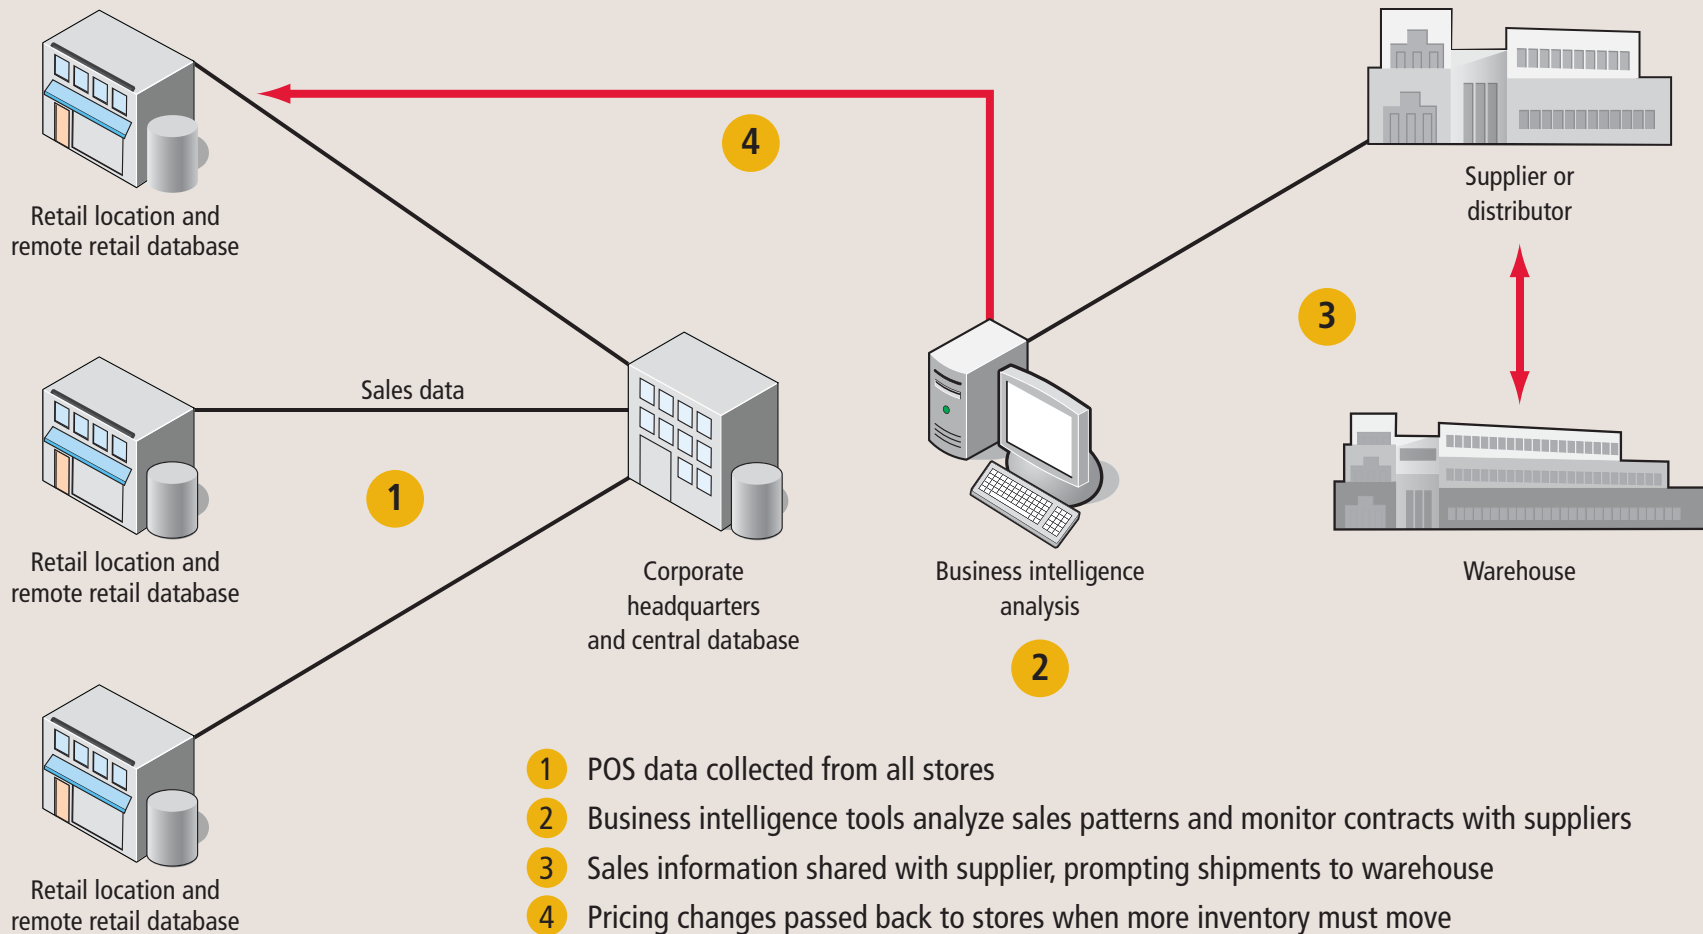 4
Supplier or
distributor
Retail location and
remote retail database
3
Sales data
1
Retail location and
remote retail database
Corporate
headquarters
and central database
Business intelligence
analysis
2
Warehouse
Retail location and
remote retail database
1 POS data collected from all stores
2 Business intelligence tools analyze sales patterns and monitor contracts with suppliers
3 Sales information shared with supplier, prompting shipments to warehouse
4 Pricing changes passed back to stores when more inventory must move